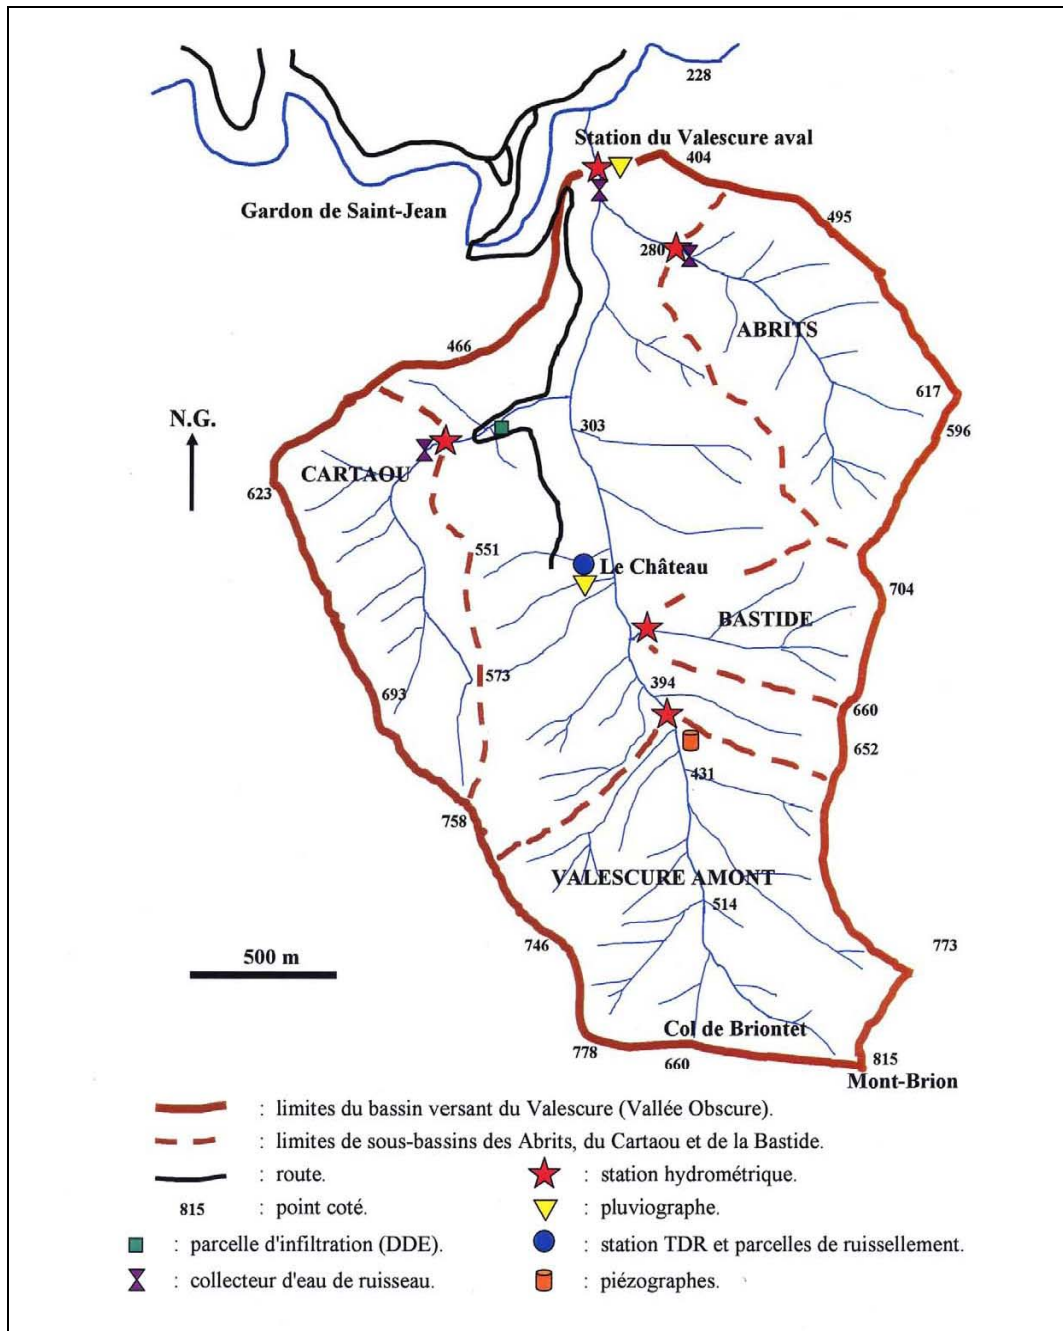 228
Station du Valescure aval
404
Gardon de Saint-Jean
495
280
ABRITS
466
617
N.G.
303
596
CARTAOU
623
551
Le Château
704
BASTIDE
573
394
693
660
652
431
758
VALESCURE AMONT
514
746
773
500 m
Col de Briontet
778
660
815
Mont-Brion
: limites du bassin versant du Valescure (Vallée Obscure).
: limites de sous-bassins des Abrits, du Cartaou et de la Bastide.
: route.
: station hydrométrique.
815 : point coté.
: pluviographe.
: parcelle d'infiltration (DDE).
: station TDR et parcelles de ruissellement.
: collecteur d'eau de ruisseau.
: piézographes.